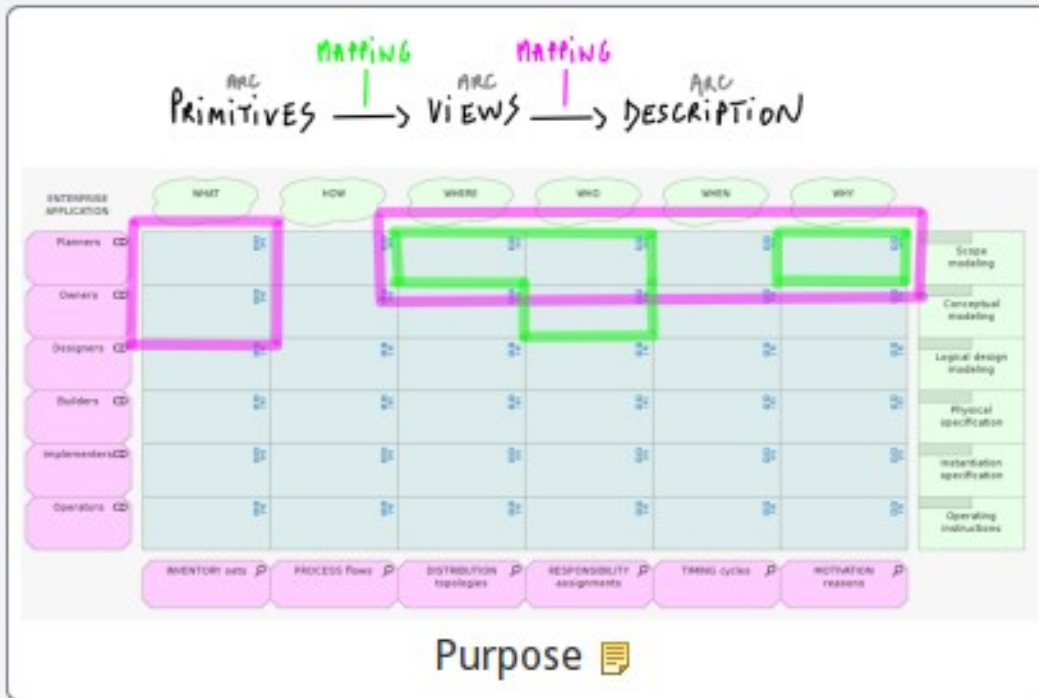 MAPPING MAPPING
ARC ARC ARC
PRIMITIVES VIEWS DESCRIPTION
ENTERPRISE
APPLICATION
WHAT HOW WHERE WHO WHEN WHY
Planners
Scope
modeling
Owners
Conceptual
modeling
Designers
Logical design
modeling
Builders
Physical
specification
Implementers
Instantiation
specification
Operators
Operating
instructions
INVENTORY sets PROCESS flows DISTRIBUTION RESPONSIBILITY TIMING cycles MOTIVATION
topologies assignments reasons
Purpose